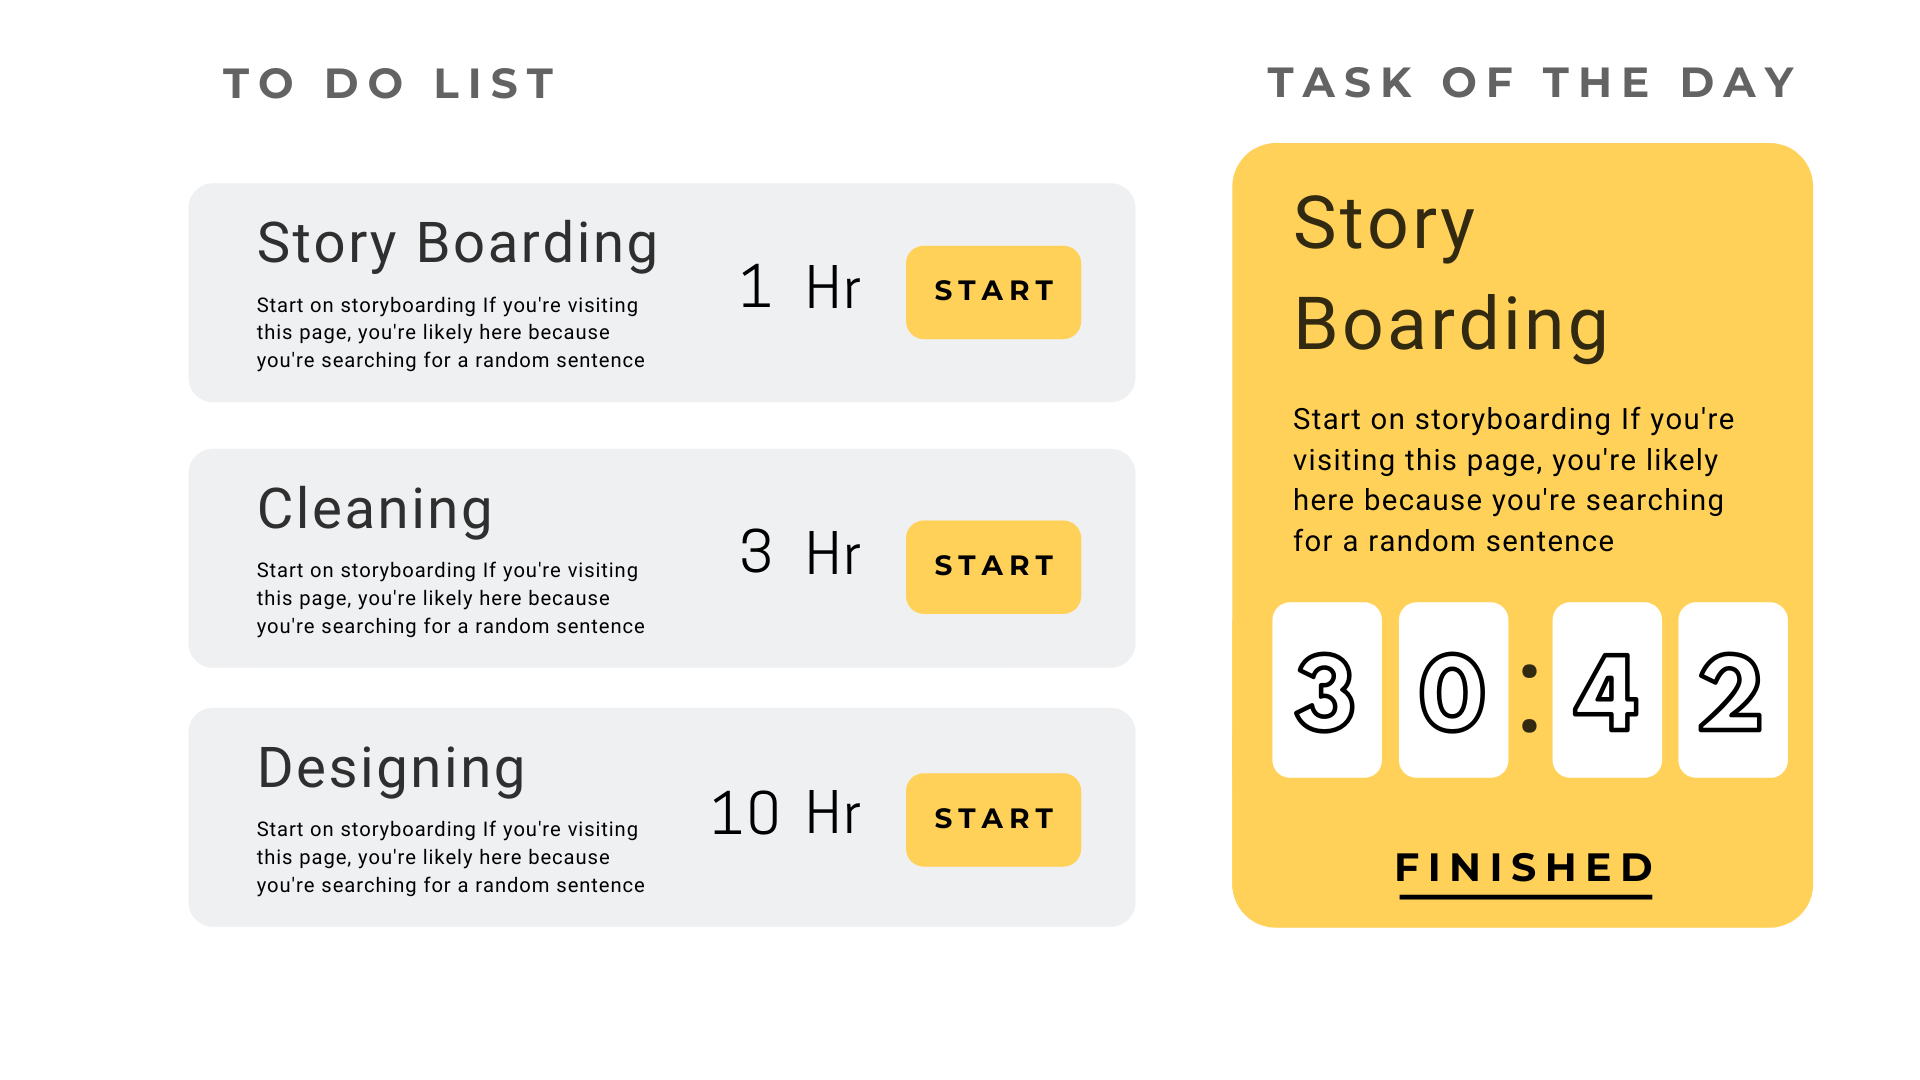 TO DO LIST
Story Boarding
Start on storyboarding If you're visiting
this page, you're likely here because
you're searching for a random sentence
1 Hr
START
Cleaning
Start on storyboarding If you're visiting
this page, you're likely here because
you're searching for a random sentence
3 Hr
START
Designing
Start on storyboarding If you're visiting
this page, you're likely here because
you're searching for a random sentence
10 Hr
START
TASK OF THE DAY
Story
Boarding
Start on storyboarding If you're
visiting this page, you're likely
here because you're searching
for a random sentence
30:42
FINISHED